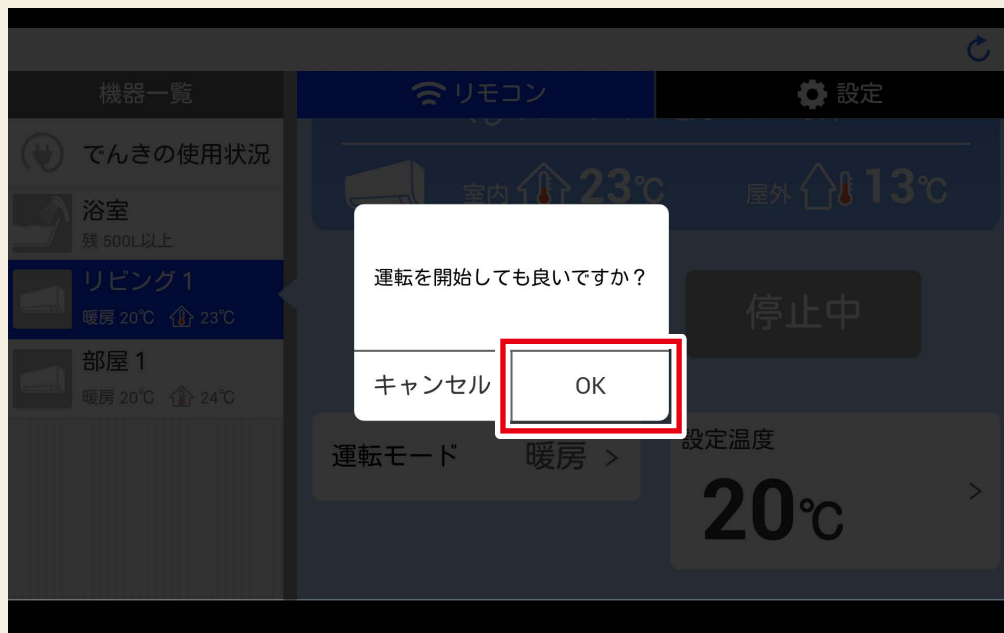 機器一覧
リモコン
設定
でんきの使用状況
浴室
残 500L以上
リビング1
暖房 20℃ 23℃
部屋1
暖房 20℃ 24℃
室内 23℃ 屋外 13℃
停止中
運転を開始しても良いですか？
キャンセル
OK
運転モード 暖房 >
設定温度
20℃ >